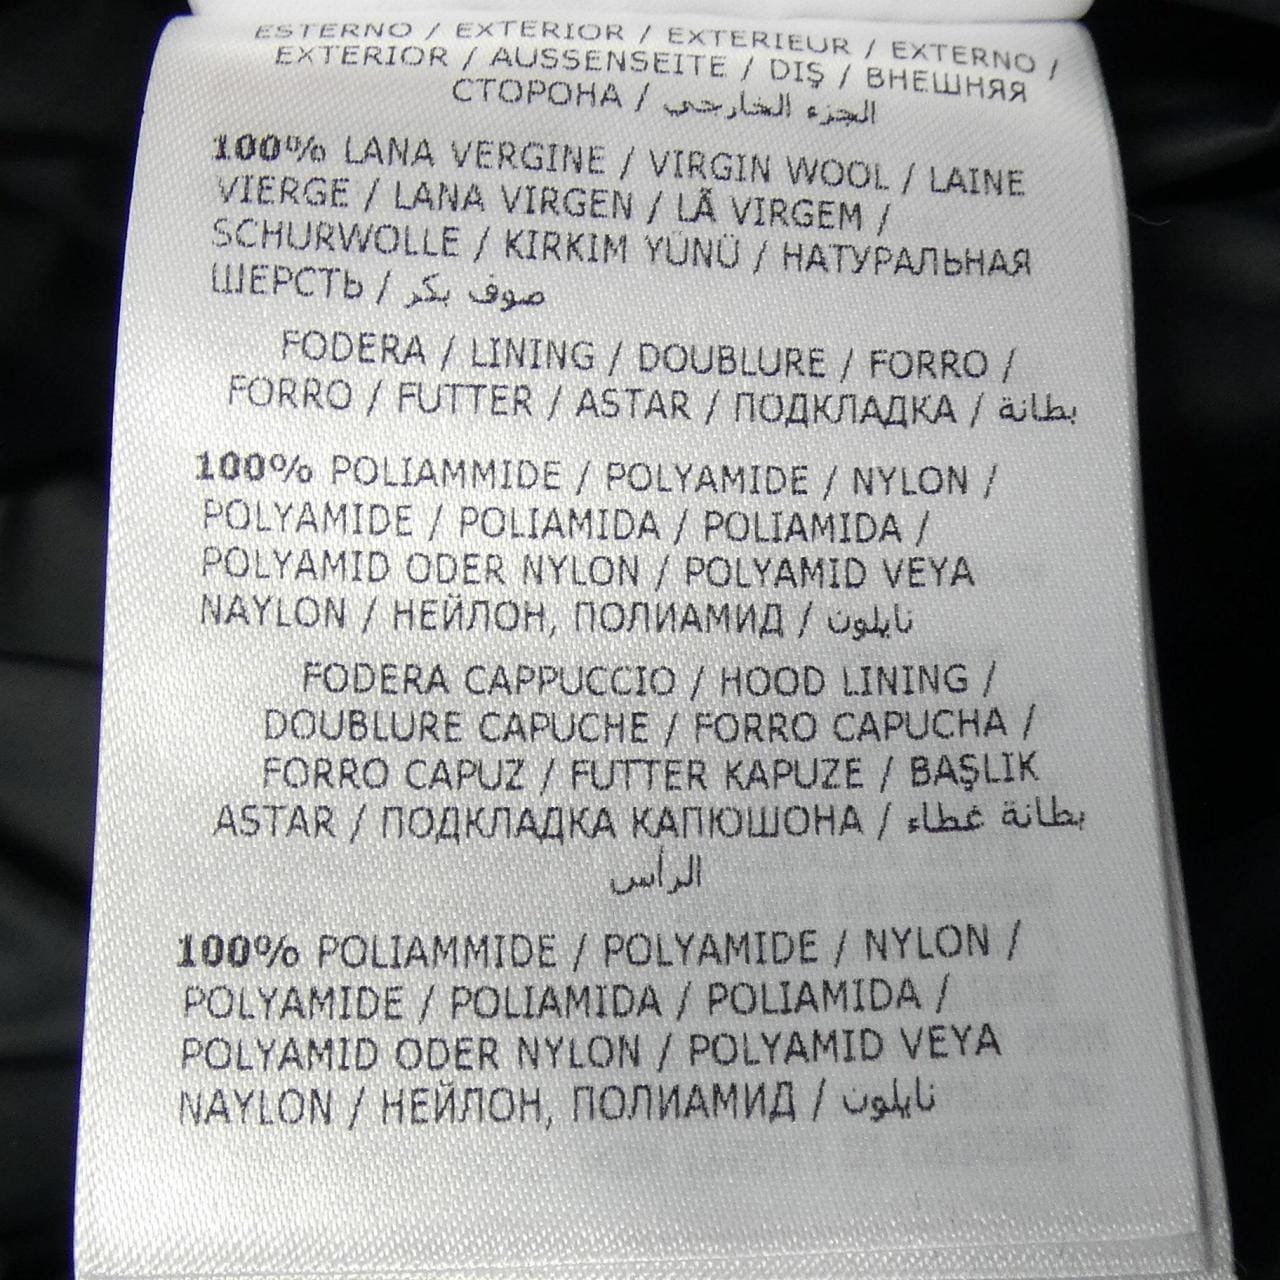 ESTERNO / EXTERIOR / EXTERIEUR / EXTERNO /
EXTERIOR / AUSSENSEITE / DIŞ / ВНЕШНЯЯ
СТОРОНА / الجزء الخارجي
100% LANA VERGINE / VIRGIN WOOL / LAINE
VIERGE / LANA VIRGEN / LÃ VIRGEM /
SCHURWOLLE / KIRKIM YÜNÜ / НАТУРАЛЬНАЯ
ШЕРСТЬ / صوف بكر
FODERA / LINING / DOUBLURE / FORRO /
FORRO / FUTTER / ASTAR / ПОДКЛАДКА / بطانة
100% POLIAMMIDE / POLYAMIDE / NYLON /
POLYAMIDE / POLIAMIDA / POLIAMIDA /
POLYAMID ODER NYLON / POLYAMID VEYA
NAYLON / НЕЙЛОН, ПОЛИАМИД / نايلون
FODERA CAPPUCCIO / HOOD LINING /
DOUBLURE CAPUCHE / FORRO CAPUCHA /
FORRO CAPUZ / FUTTER KAPUZE / BAŞLIK
ASTAR / ПОДКЛАДКА КАПЮШОНА / بطانة غطاء
الرأس
100% POLIAMMIDE / POLYAMIDE / NYLON /
POLYAMIDE / POLIAMIDA / POLIAMIDA /
POLYAMID ODER NYLON / POLYAMID VEYA
NAYLON / НЕЙЛОН, ПОЛИАМИД / نايلون